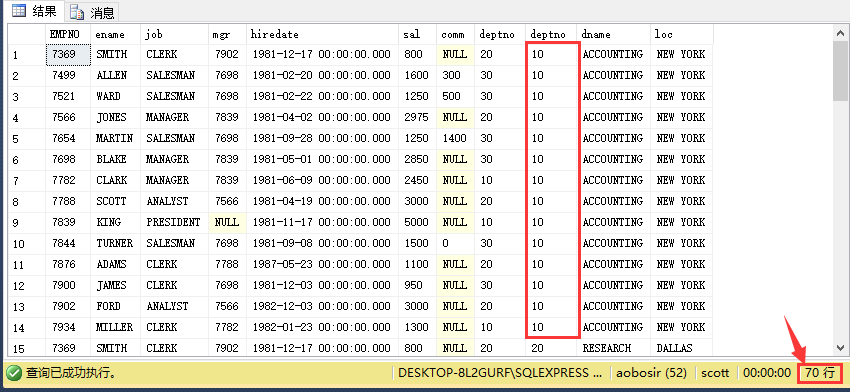 结果 消息
EMPNO ename job mgr hiredate sal comm deptno deptno dname loc
1 7369 SMITH CLERK 7902 1981-12-17 00:00:00.000 800 NULL 20 10 ACCOUNTING NEW YORK
2 7499 ALLEN SALESMAN 7698 1981-02-20 00:00:00.000 1600 300 30 10 ACCOUNTING NEW YORK
3 7521 WARD SALESMAN 7698 1981-02-22 00:00:00.000 1250 500 30 10 ACCOUNTING NEW YORK
4 7566 JONES MANAGER 7839 1981-04-02 00:00:00.000 2975 NULL 20 10 ACCOUNTING NEW YORK
5 7654 MARTIN SALESMAN 7698 1981-09-28 00:00:00.000 1250 1400 30 10 ACCOUNTING NEW YORK
6 7698 BLAKE MANAGER 7839 1981-05-01 00:00:00.000 2850 NULL 30 10 ACCOUNTING NEW YORK
7 7782 CLARK MANAGER 7839 1981-06-09 00:00:00.000 2450 NULL 10 10 ACCOUNTING NEW YORK
8 7788 SCOTT ANALYST 7566 1981-04-19 00:00:00.000 3000 NULL 20 10 ACCOUNTING NEW YORK
9 7839 KING PRESIDENT NULL 1981-11-17 00:00:00.000 5000 NULL 10 10 ACCOUNTING NEW YORK
10 7844 TURNER SALESMAN 7698 1981-09-08 00:00:00.000 1500 0 30 10 ACCOUNTING NEW YORK
11 7876 ADAMS CLERK 7788 1987-05-23 00:00:00.000 1100 NULL 20 10 ACCOUNTING NEW YORK
12 7900 JAMES CLERK 7698 1981-12-03 00:00:00.000 950 NULL 30 10 ACCOUNTING NEW YORK
13 7902 FORD ANALYST 7566 1982-12-03 00:00:00.000 3000 NULL 20 10 ACCOUNTING NEW YORK
14 7934 MILLER CLERK 7782 1982-01-23 00:00:00.000 1300 NULL 10 10 ACCOUNTING NEW YORK
15 7369 SMITH CLERK 7902 1981-12-17 00:00:00.000 800 NULL 20 20 RESEARCH DALLAS
查询已成功执行。 DESKTOP-8L2GURF\SQLEXPRESS ... aobosir (52) scott 00:00:00 70 行